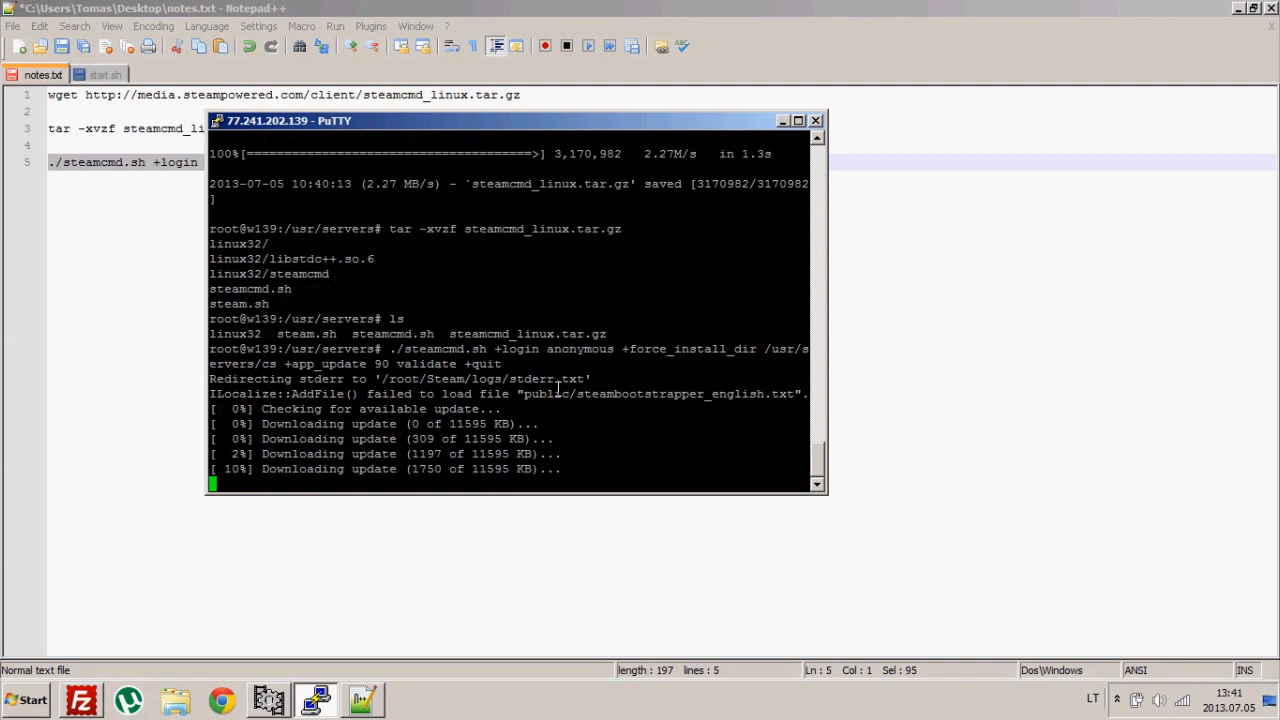 *C:\Users\Tomas\Desktop\notes.txt - Notepad++
File Edit Search View Encoding Language Settings Macro Run Plugins Window ?
X
notes.txt start.sh
1 wget http://media.steampowered.com/client/steamcmd_linux.tar.gz
2
3 tar -xvzf steamcmd_li
4
5 ./steamcmd.sh +login
77.241.202.139 - PuTTY
100%[======================================>] 3,170,982 2.27M/s in 1.3s
2013-07-05 10:40:13 (2.27 MB/s) - `steamcmd_linux.tar.gz' saved [3170982/3170982
]
root@w139:/usr/servers# tar -xvzf steamcmd_linux.tar.gz
linux32/
linux32/libstdc++.so.6
linux32/steamcmd
steamcmd.sh
steam.sh
root@w139:/usr/servers# ls
linux32 steam.sh steamcmd.sh steamcmd_linux.tar.gz
root@w139:/usr/servers# ./steamcmd.sh +login anonymous +force_install_dir /usr/s
ervers/cs +app_update 90 validate +quit
Redirecting stderr to '/root/Steam/logs/stderr.txt'
ILocalize::AddFile() failed to load file "public/steambootstrapper_english.txt".
[ 0%] Checking for available update...
[ 0%] Downloading update (0 of 11595 KB)...
[ 0%] Downloading update (309 of 11595 KB)...
[ 2%] Downloading update (1197 of 11595 KB)...
[ 10%] Downloading update (1750 of 11595 KB)...
Normal text file length : 197 lines : 5 Ln : 5 Col : 1 Sel : 95 Dos\Windows ANSI INS
Start LT 13:41
2013.07.05